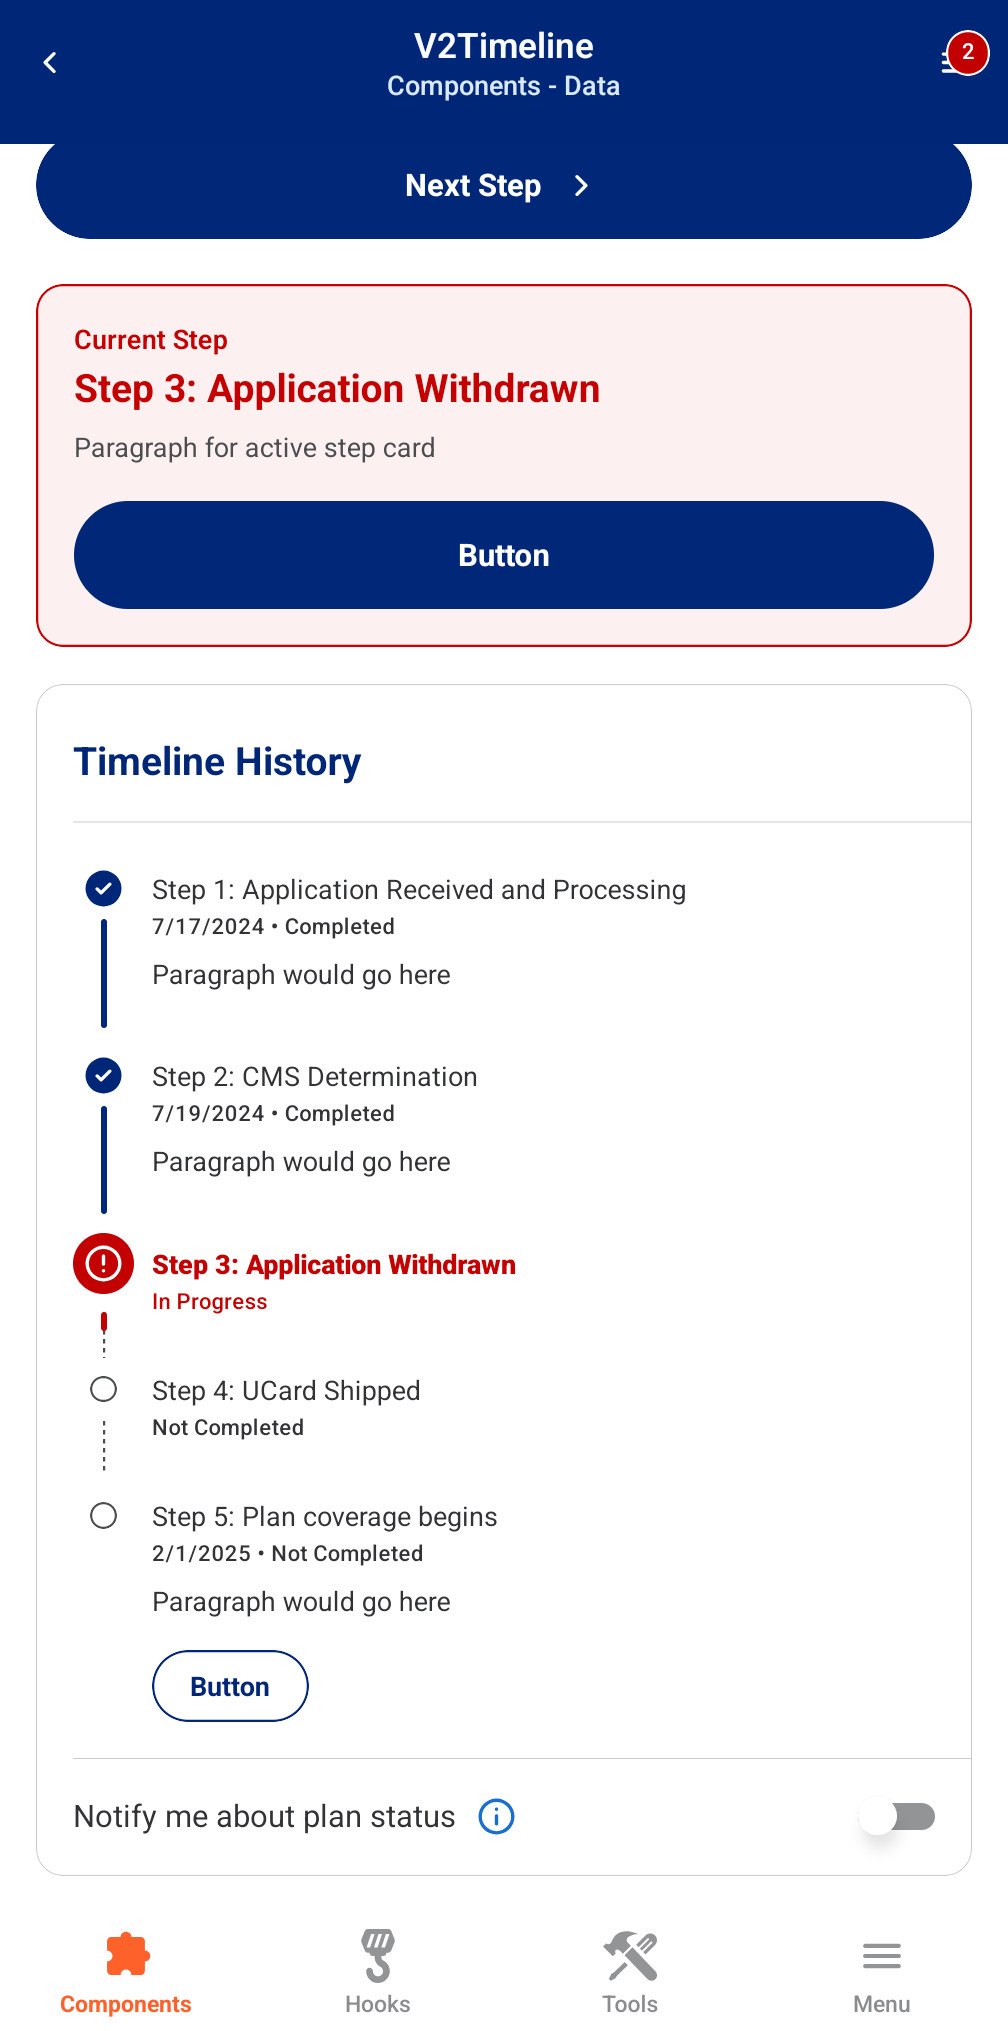 V2Timeline
Components - Data
2
Next Step
Current Step
Step 3: Application Withdrawn
Paragraph for active step card
Button
Timeline History
Step 1: Application Received and Processing
7/17/2024 • Completed
Paragraph would go here
Step 2: CMS Determination
7/19/2024 • Completed
Paragraph would go here
Step 3: Application Withdrawn
In Progress
Step 4: UCard Shipped
Not Completed
Step 5: Plan coverage begins
2/1/2025 • Not Completed
Paragraph would go here
Button
Notify me about plan status
Components
Hooks
Tools
Menu